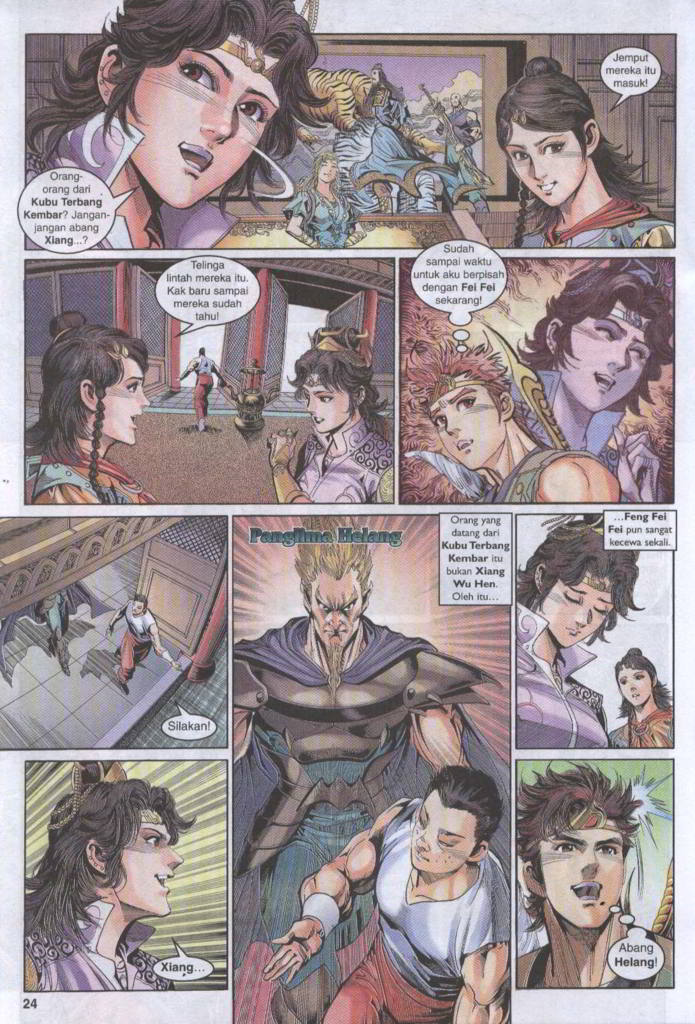 Orang-
orang dari
Kubu Terbang
Kembar? Jangan-
jangan abang
Xiang...?
Jemput
mereka itu
masuk!
Telinga
lintah mereka itu.
Kak baru sampai
mereka sudah
tahu!
Sudah
sampai waktu
untuk aku berpisah
dengan Fei Fei
sekarang!
Silakan!
Panglima Helang
Orang yang
datang dari
Kubu Terbang
Kembar itu
bukan Xiang
Wu Hen.
Oleh itu...
...Feng Fei
Fei pun sangat
kecewa sekali.
Xiang...
Abang
Helang!
24